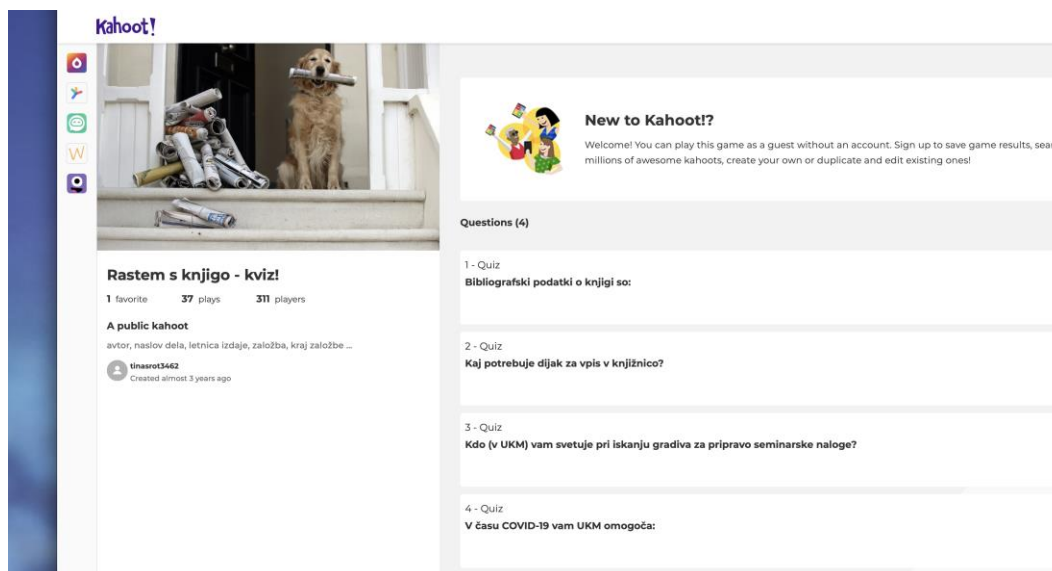 Kahoot!
Rastem s knjigo - kviz!
1 favorite 37 plays 311 players
A public kahoot
avtor, naslov dela, letnica izdaje, založba, kraj založbe ...
tinasrot3462
Created almost 3 years ago
New to Kahoot!?
Welcome! You can play this game as a guest without an account. Sign up to save game results, sear
millions of awesome kahoots, create your own or duplicate and edit existing ones!
Questions (4)
1 - Quiz
Bibliografski podatki o knjigi so:
2 - Quiz
Kaj potrebuje dijak za vpis v knjižnico?
3 - Quiz
Kdo (v UKM) vam svetuje pri iskanju gradiva za pripravo seminarske naloge?
4 - Quiz
V času COVID-19 vam UKM omogoča: